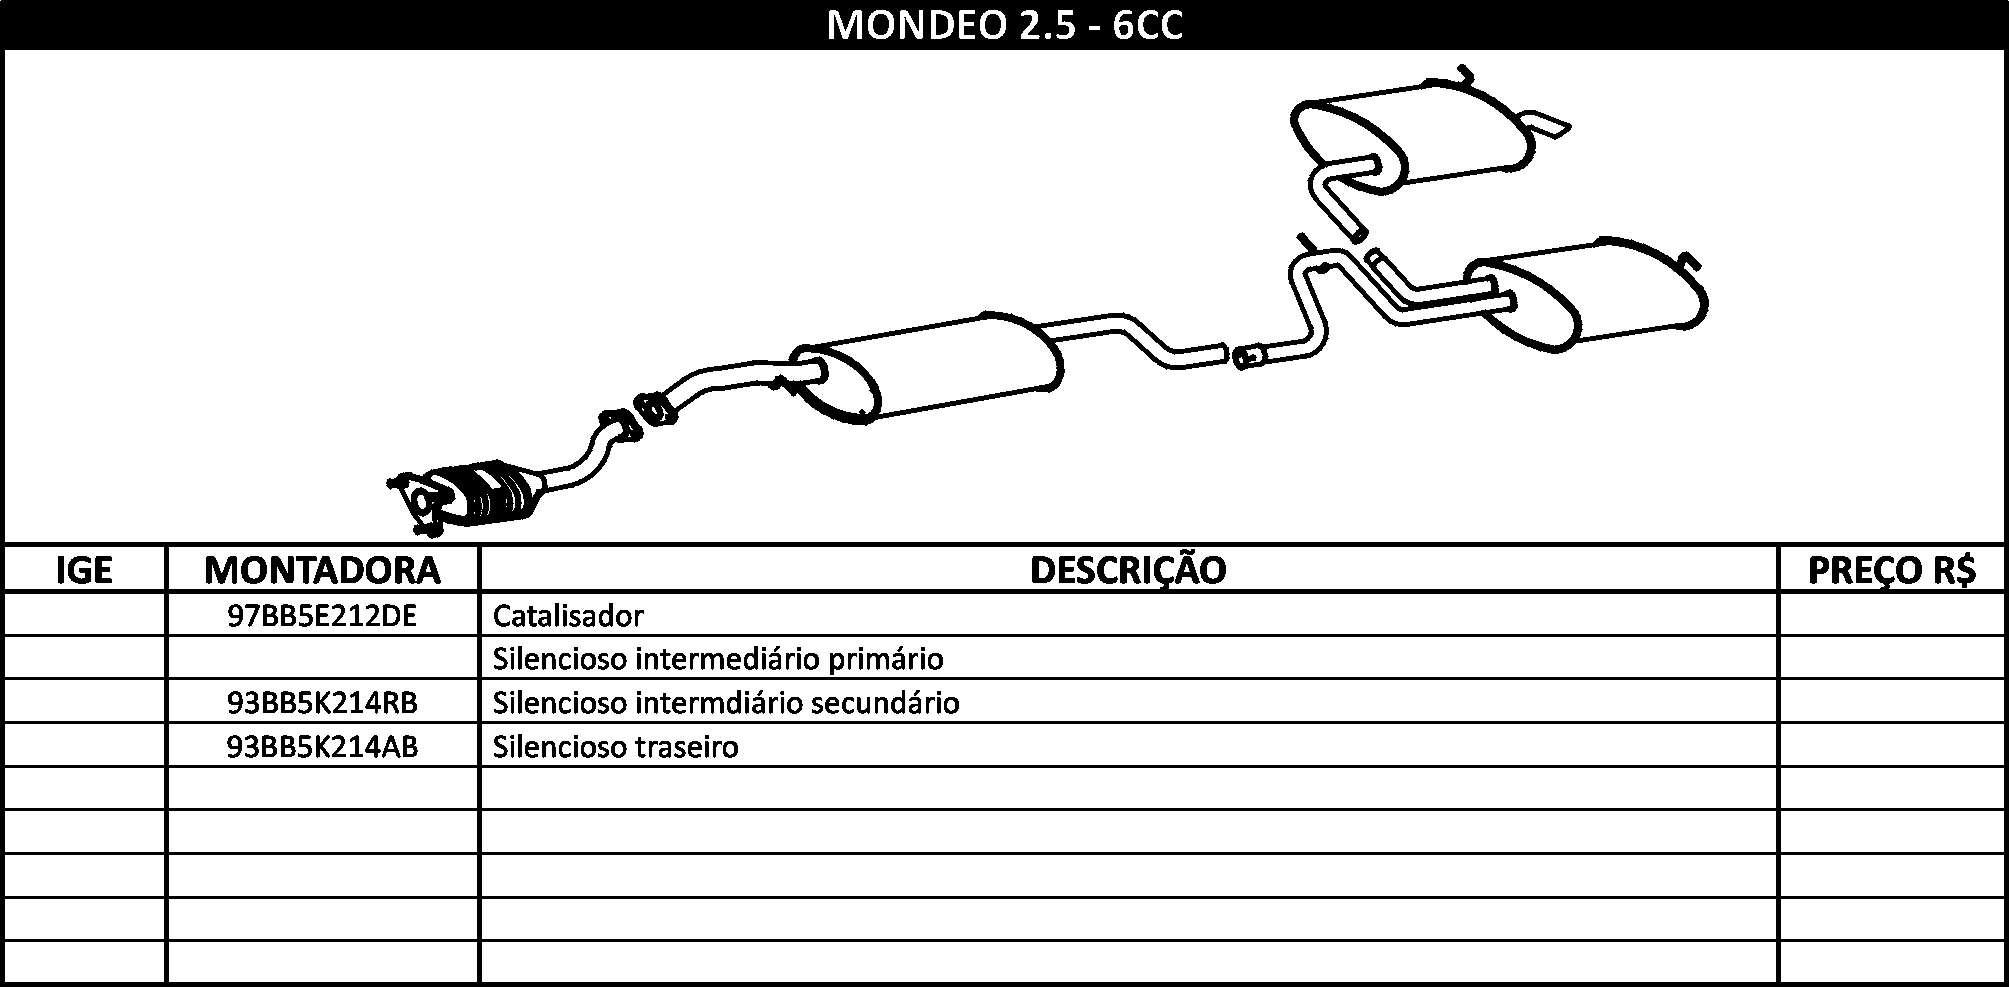 MONDEO 2.5 - 6CC
IGE MONTADORA DESCRIÇÃO PREÇO R$
97BB5E212DE Catalisador
Silencioso intermediário primário
93BB5K214RB Silencioso intermdiário secundário
93BB5K214AB Silencioso traseiro